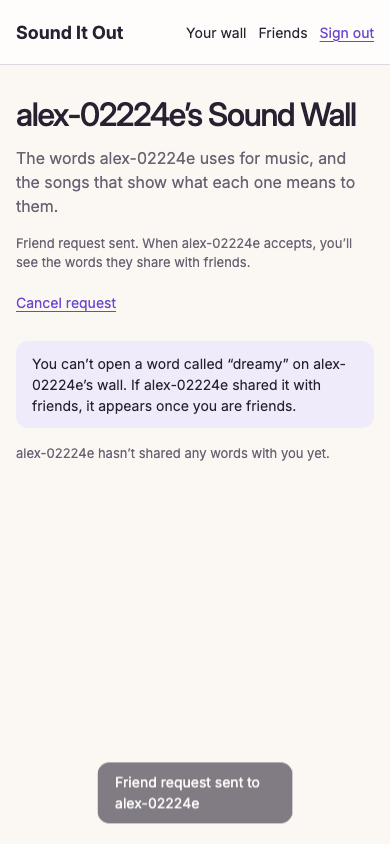 Sound It Out
Your wall Friends Sign out
alex-02224e’s Sound Wall
The words alex-02224e uses for music, and
the songs that show what each one means to
them.
Friend request sent. When alex-02224e accepts, you’ll
see the words they share with friends.
Cancel request
You can’t open a word called “dreamy” on alex-
02224e’s wall. If alex-02224e shared it with
friends, it appears once you are friends.
alex-02224e hasn’t shared any words with you yet.
Friend request sent to
alex-02224e